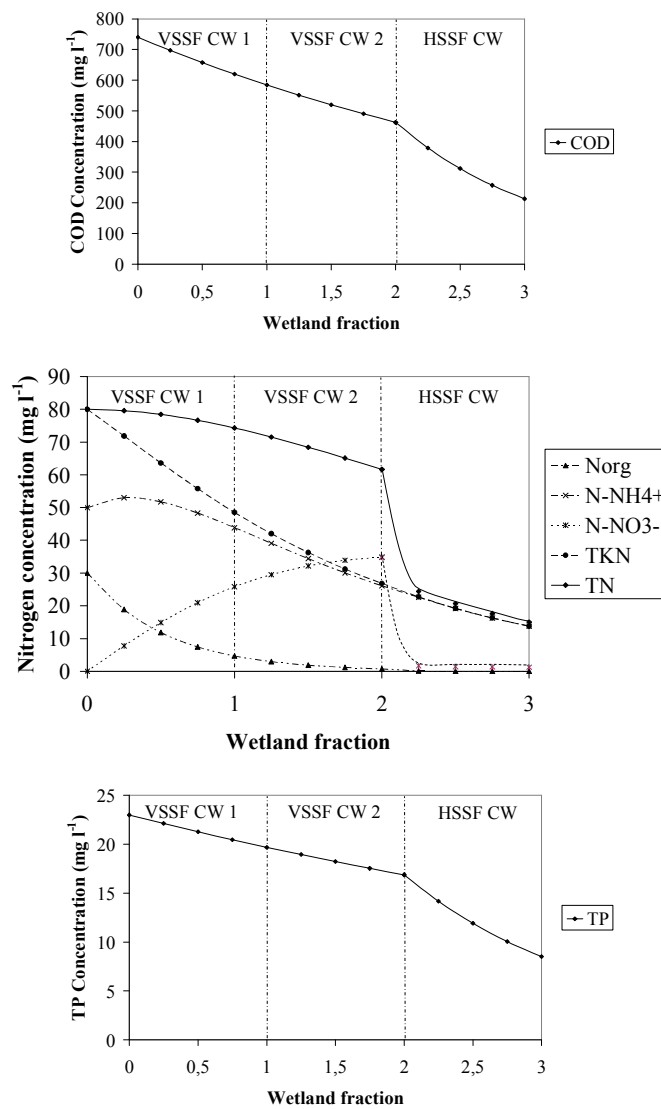 COD Concentration (mg l⁻¹)
800
700
600
500
400
300
200
100
0
VSSF CW 1
VSSF CW 2
HSSF CW
COD
0
0,5
1
1,5
2
2,5
3
Wetland fraction
Nitrogen concentration (mg l⁻¹)
90
80
70
60
50
40
30
20
10
0
VSSF CW 1
VSSF CW 2
HSSF CW
Norg
N-NH4+
N-NO3-
TKN
TN
0
1
2
3
Wetland fraction
TP Concentration (mg l⁻¹)
25
20
15
10
5
0
VSSF CW 1
VSSF CW 2
HSSF CW
TP
0
0,5
1
1,5
2
2,5
3
Wetland fraction